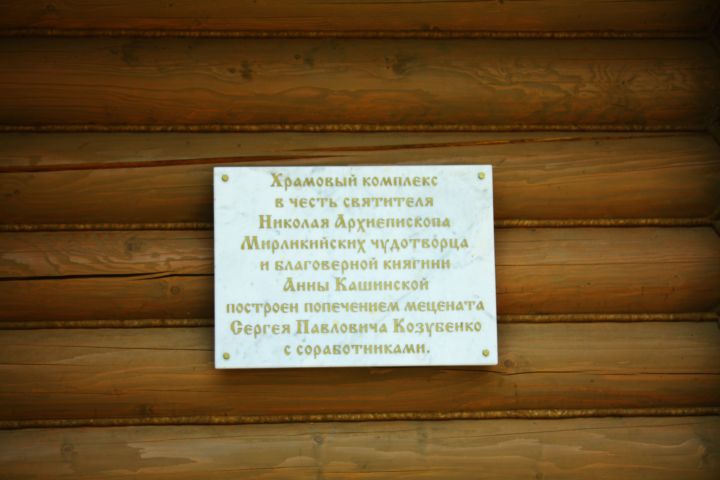 Храмовый комплекс
в честь святителя
Николая Архиепископа
Мирликийских чудотворца
и благоверной княгини
Анны Кашинской
построен попечением мецената
Сергея Павловича Козубенко
с соработниками.